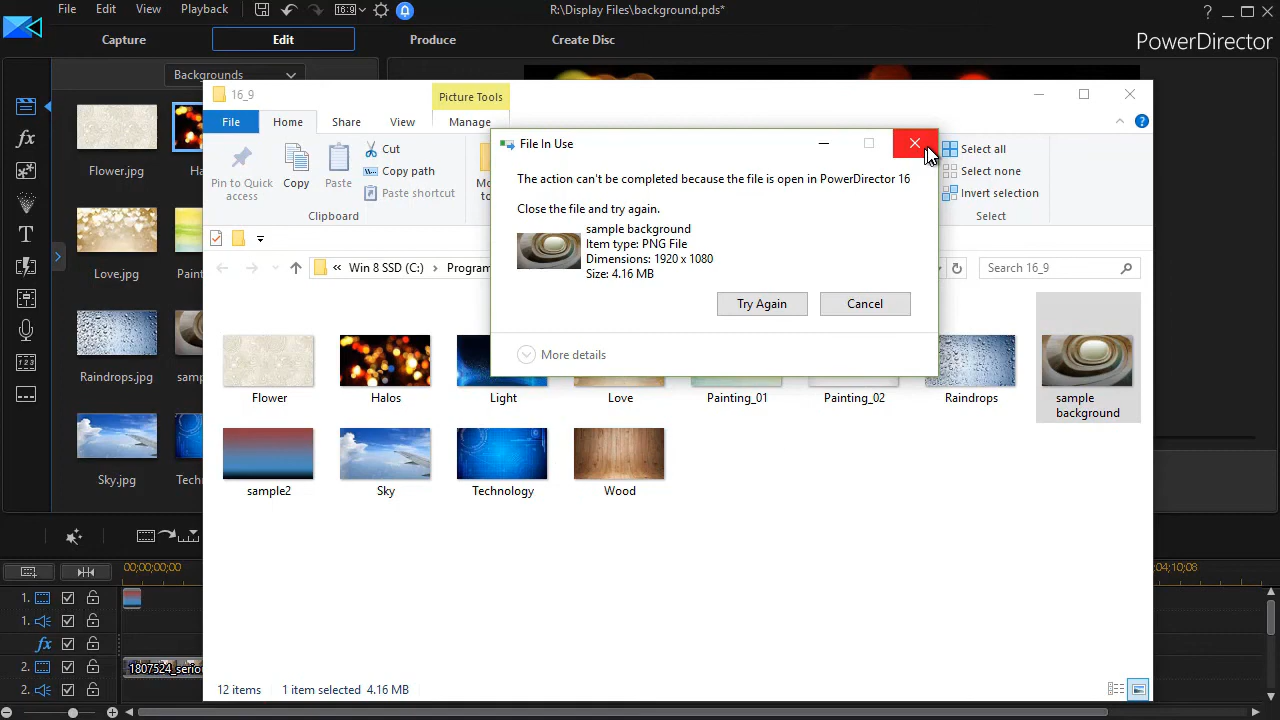 File Edit View Playback 16:9 R:\Display Files\background.pds* ?
Capture Edit Produce Create Disc PowerDirector
Backgrounds
Flower.jpg
Love.jpg
Raindrops.jpg
Sky.jpg
fx
T
16_9 Picture Tools
File Home Share View Manage
Pin to Quick access
Copy
Paste
Cut
Copy path
Paste shortcut
Clipboard
Select all
Select none
Invert selection
Select
« Win 8 SSD (C:) › Search 16_9
File In Use
The action can't be completed because the file is open in PowerDirector 16
Close the file and try again.
sample background
Item type: PNG File
Dimensions: 1920 x 1080
Size: 4.16 MB
Try Again Cancel
More details
Flower Halos Light Love Painting_01 Painting_02 Raindrops sample
background
sample2 Sky Technology Wood
12 items 1 item selected 4.16 MB
00;00;00;00
1.
1.
fx
2.
2.